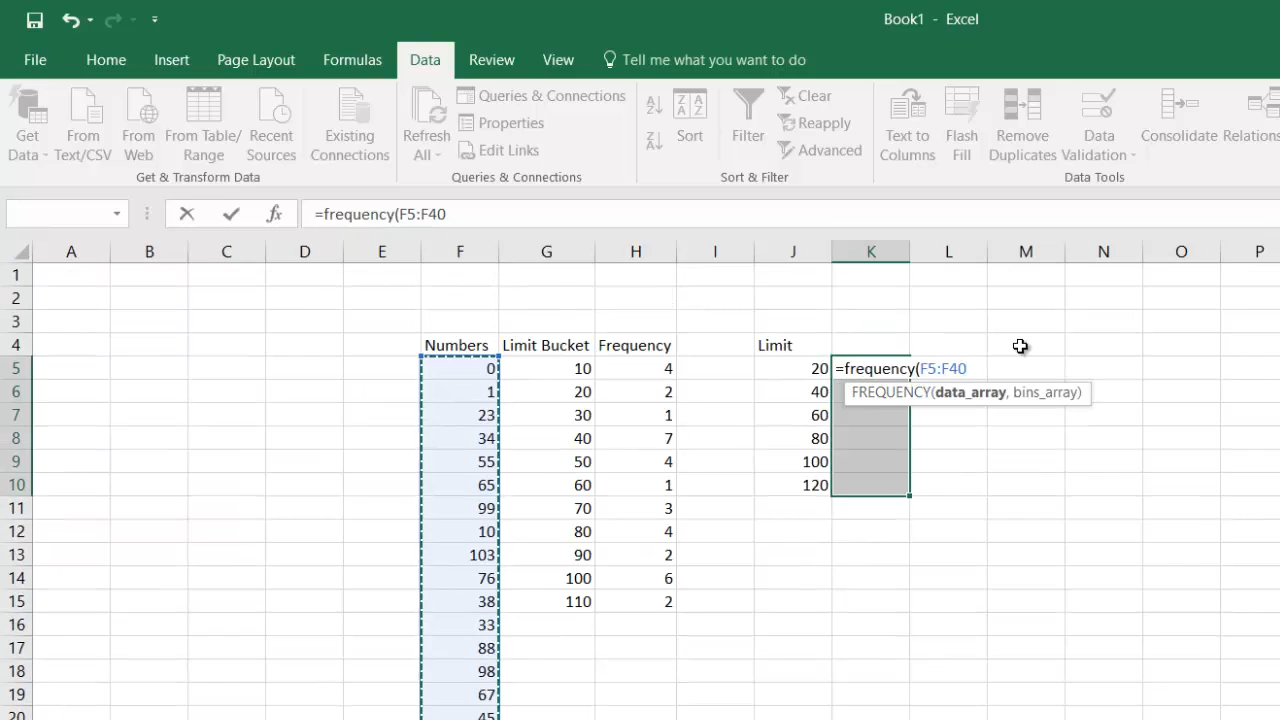 Book1 - Excel
File Home Insert Page Layout Formulas Data Review View Tell me what you want to do
Get Data From Text/CSV From Web From Table/ Range Recent Sources Existing Connections Refresh All Queries & Connections Properties Edit Links A Z Z A Z A A Z Sort Filter Clear Reapply Advanced Text to Columns Flash Fill Remove Duplicates Data Validation Consolidate Relations
Get & Transform Data Queries & Connections Sort & Filter Data Tools
fx =frequency(F5:F40
A B C D E F G H I J K L M N O P
1
2
3
4 Numbers Limit Bucket Frequency Limit
5 0 10 4 20 =frequency(F5:F40
6 1 20 2 40 FREQUENCY(data_array, bins_array)
7 23 30 1 60
8 34 40 7 80
9 55 50 4 100
10 65 60 1 120
11 99 70 3
12 10 80 4
13 103 90 2
14 76 100 6
15 38 110 2
16 33
17 88
18 98
19 67
20 45